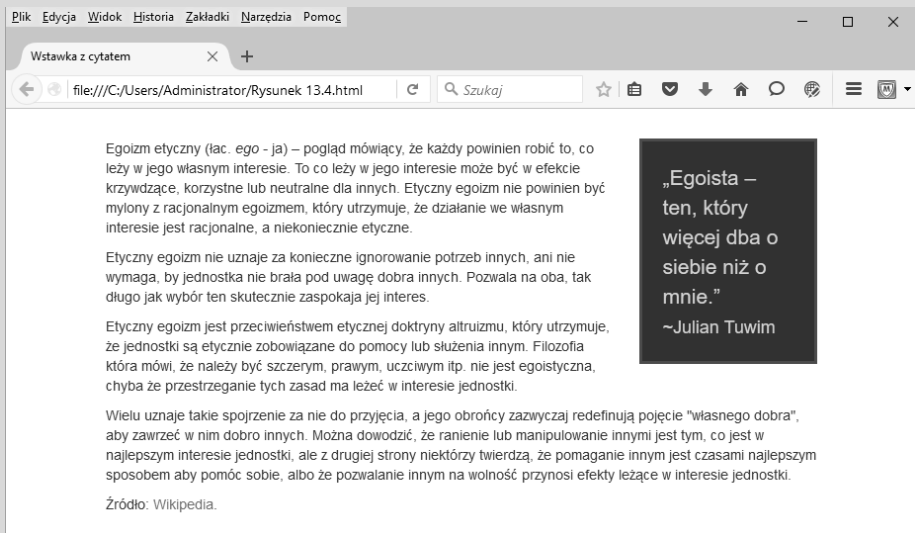 Plik Edycja Widok Historia Zakładki Narzędzia Pomoc
Wstawka z cytatem
file:///C:/Users/Administrator/Rysunek 13.4.html
Szukaj
Egoizm etyczny (łac. ego - ja) – pogląd mówiący, że każdy powinien robić to, co
leży w jego własnym interesie. To co leży w jego interesie może być w efekcie
krzywdzące, korzystne lub neutralne dla innych. Etyczny egoizm nie powinien być
mylony z racjonalnym egoizmem, który utrzymuje, że działanie we własnym
interesie jest racjonalne, a niekoniecznie etyczne.
Etyczny egoizm nie uznaje za konieczne ignorowanie potrzeb innych, ani nie
wymaga, by jednostka nie brała pod uwagę dobra innych. Pozwala na oba, tak
długo jak wybór ten skutecznie zaspokaja jej interes.
Etyczny egoizm jest przeciwieństwem etycznej doktryny altruizmu, który utrzymuje,
że jednostki są etycznie zobowiązane do pomocy lub służenia innym. Filozofia
która mówi, że należy być szczerym, prawym, uczciwym itp. nie jest egoistyczna,
chyba że przestrzeganie tych zasad ma leżeć w interesie jednostki.
„Egoista –
ten, który
więcej dba o
siebie niż o
mnie.”
~Julian Tuwim
Wielu uznaje takie spojrzenie za nie do przyjęcia, a jego obrońcy zazwyczaj redefinują pojęcie "własnego dobra",
aby zawrzeć w nim dobro innych. Można dowodzić, że ranienie lub manipulowanie innymi jest tym, co jest w
najlepszym interesie jednostki, ale z drugiej strony niektórzy twierdzą, że pomaganie innym jest czasami najlepszym
sposobem aby pomóc sobie, albo że pozwalanie innym na wolność przynosi efekty leżące w interesie jednostki.
Źródło: Wikipedia.